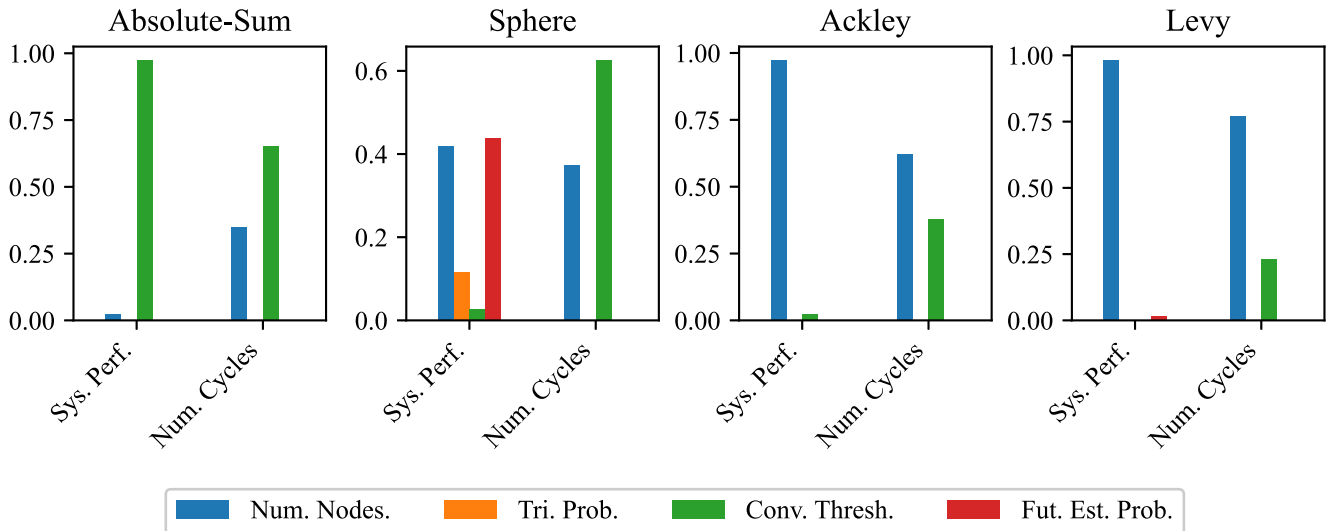 Absolute-Sum
1.00
0.75
0.50
0.25
0.00
Sys. Perf.
Num. Cycles
Sphere
0.6
0.4
0.2
0.0
Sys. Perf.
Num. Cycles
Ackley
1.00
0.75
0.50
0.25
0.00
Sys. Perf.
Num. Cycles
Levy
1.00
0.75
0.50
0.25
0.00
Sys. Perf.
Num. Cycles
Num. Nodes. Tri. Prob. Conv. Thresh. Fut. Est. Prob.